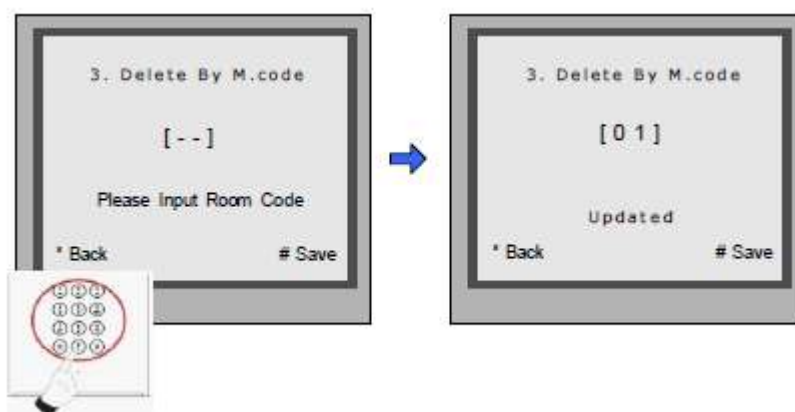 3. Delete By M.code
[--]
Please Input Room Code
* Back # Save
3. Delete By M.code
[01]
Updated
* Back # Save